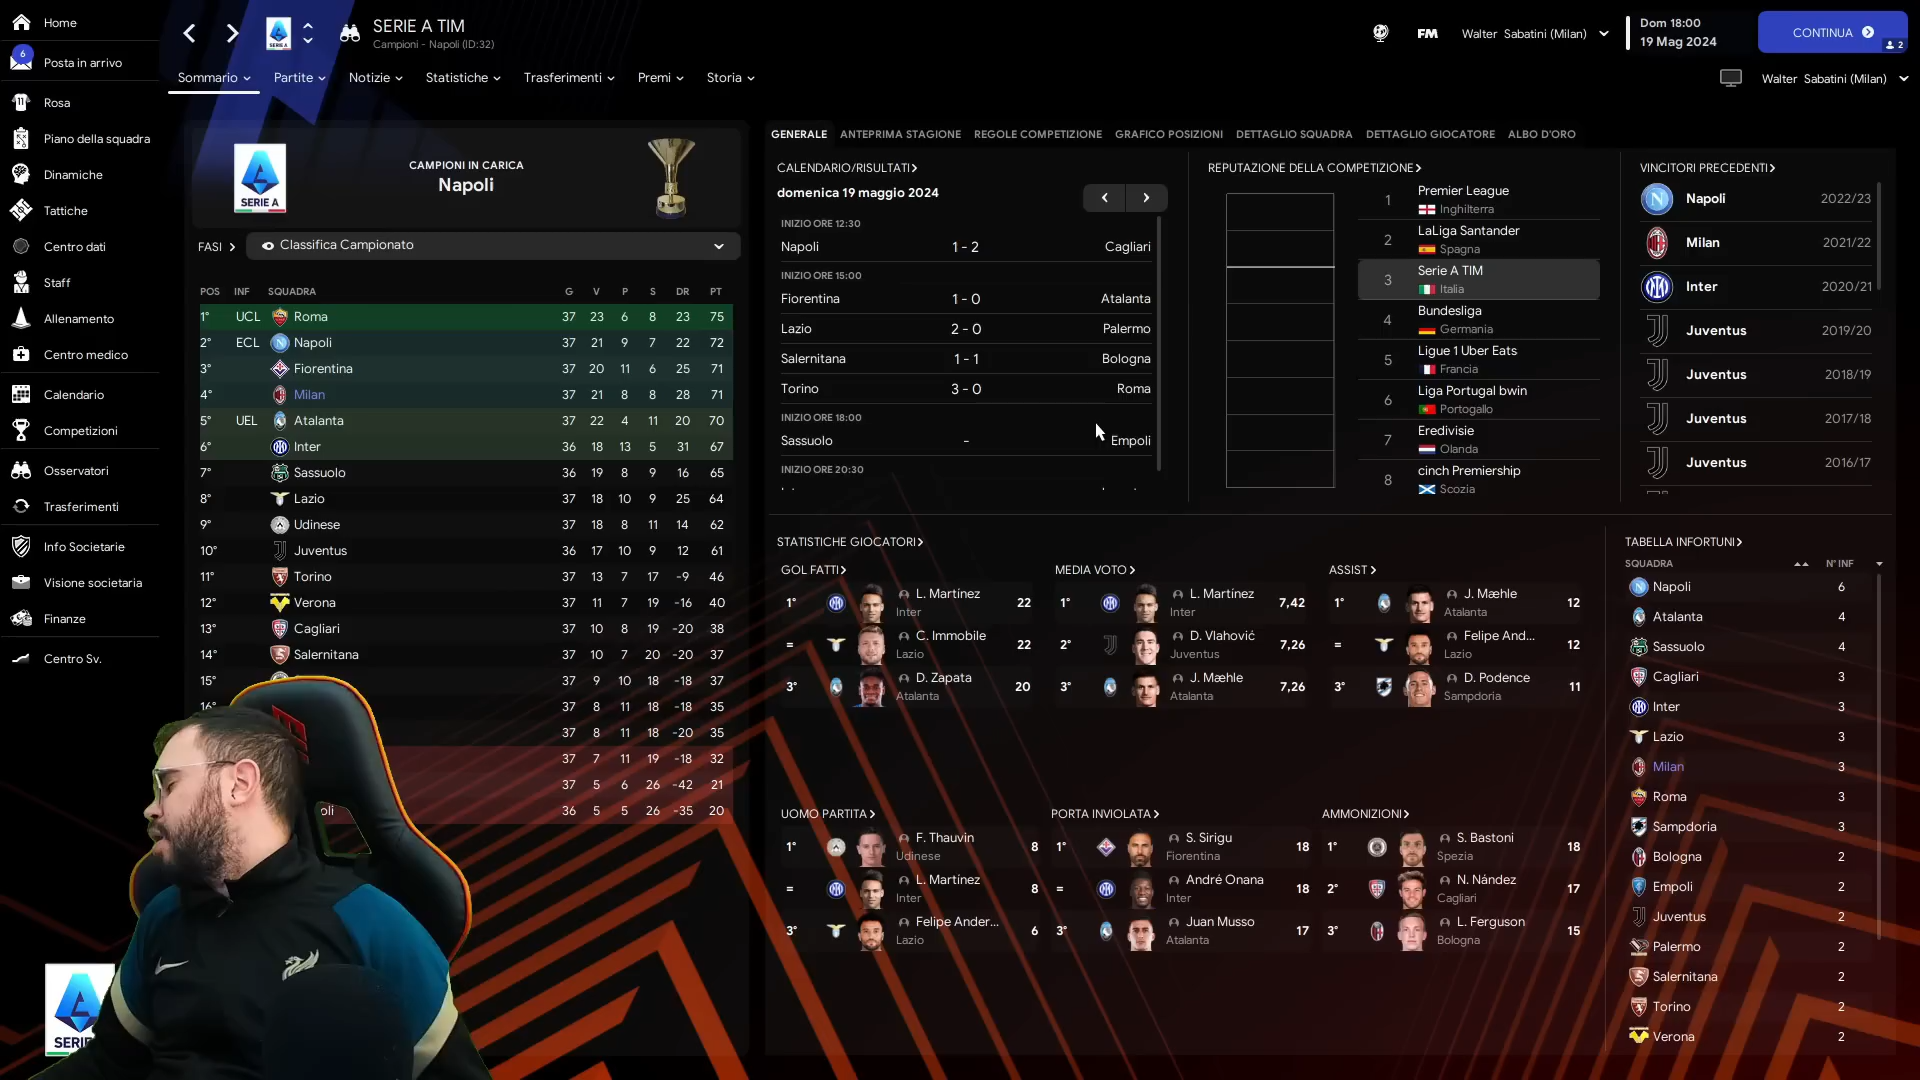 Home
6
Posta in arrivo
Rosa
Piano della squadra
Dinamiche
Tattiche
Centro dati
Staff
Allenamento
Centro medico
Calendario
Competizioni
Osservatori
Trasferimenti
Info Societarie
Visione societaria
Finanze
Centro Sv.
SERIE A TIM
Campioni - Napoli (ID:32)
FM
Walter Sabatini (Milan)
Dom 18:00
19 Mag 2024
CONTINUA
2
Sommario
Partite
Notizie
Statistiche
Trasferimenti
Premi
Storia
Walter Sabatini (Milan)
SERIE A
CAMPIONI IN CARICA
Napoli
FASI
Classifica Campionato
POS INF SQUADRA G V P S DR PT
1° UCL Roma 37 23 6 8 23 75
2° ECL Napoli 37 21 9 7 22 72
3° Fiorentina 37 20 11 6 25 71
4° Milan 37 21 8 8 28 71
5° UEL Atalanta 37 22 4 11 20 70
6° Inter 36 18 13 5 31 67
7° Sassuolo 36 19 8 9 16 65
8° Lazio 37 18 10 9 25 64
9° Udinese 37 18 8 11 14 62
10° Juventus 36 17 10 9 12 61
11° Torino 37 13 7 17 -9 46
12° Verona 37 11 7 19 -16 40
13° Cagliari 37 10 8 19 -20 38
14° Salernitana 37 10 7 20 -20 37
15° 37 9 10 18 -18 37
16° 37 8 11 18 -18 35
37 8 11 18 -20 35
37 7 11 19 -18 32
37 5 6 26 -42 21
oli 36 5 5 26 -35 20
GENERALE
ANTEPRIMA STAGIONE
REGOLE COMPETIZIONE
GRAFICO POSIZIONI
DETTAGLIO SQUADRA
DETTAGLIO GIOCATORE
ALBO D'ORO
CALENDARIO/RISULTATI
domenica 19 maggio 2024
INIZIO ORE 12:30
Napoli 1 - 2 Cagliari
INIZIO ORE 15:00
Fiorentina 1 - 0 Atalanta
Lazio 2 - 0 Palermo
Salernitana 1 - 1 Bologna
Torino 3 - 0 Roma
INIZIO ORE 18:00
Sassuolo - Empoli
INIZIO ORE 20:30
REPUTAZIONE DELLA COMPETIZIONE
1 Premier League
Inghilterra
2 LaLiga Santander
Spagna
3 Serie A TIM
Italia
4 Bundesliga
Germania
5 Ligue 1 Uber Eats
Francia
6 Liga Portugal bwin
Portogallo
7 Eredivisie
Olanda
8 cinch Premiership
Scozia
VINCITORI PRECEDENTI
Napoli 2022/23
Milan 2021/22
Inter 2020/21
Juventus 2019/20
Juventus 2018/19
Juventus 2017/18
Juventus 2016/17
STATISTICHE GIOCATORI
GOL FATTI
1° L. Martínez 22
Inter
= C. Immobile 22
Lazio
3° D. Zapata 20
Atalanta
MEDIA VOTO
1° L. Martínez 7,42
Inter
2° D. Vlahović 7,26
Juventus
3° J. Mæhle 7,26
Atalanta
ASSIST
1° J. Mæhle 12
Atalanta
= Felipe And... 12
Lazio
3° D. Podence 11
Sampdoria
UOMO PARTITA
1° F. Thauvin 8
Udinese
= L. Martínez 8
Inter
3° Felipe Ander... 6
Lazio
PORTA INVIOLATA
1° S. Sirigu 18
Fiorentina
= André Onana 18
Inter
3° Juan Musso 17
Atalanta
AMMONIZIONI
1° S. Bastoni 18
Spezia
2° N. Nández 17
Cagliari
3° L. Ferguson 15
Bologna
TABELLA INFORTUNI
SQUADRA N° INF
Napoli 6
Atalanta 4
Sassuolo 4
Cagliari 3
Inter 3
Lazio 3
Milan 3
Roma 3
Sampdoria 3
Bologna 2
Empoli 2
Juventus 2
Palermo 2
Salernitana 2
Torino 2
Verona 2
SERIE